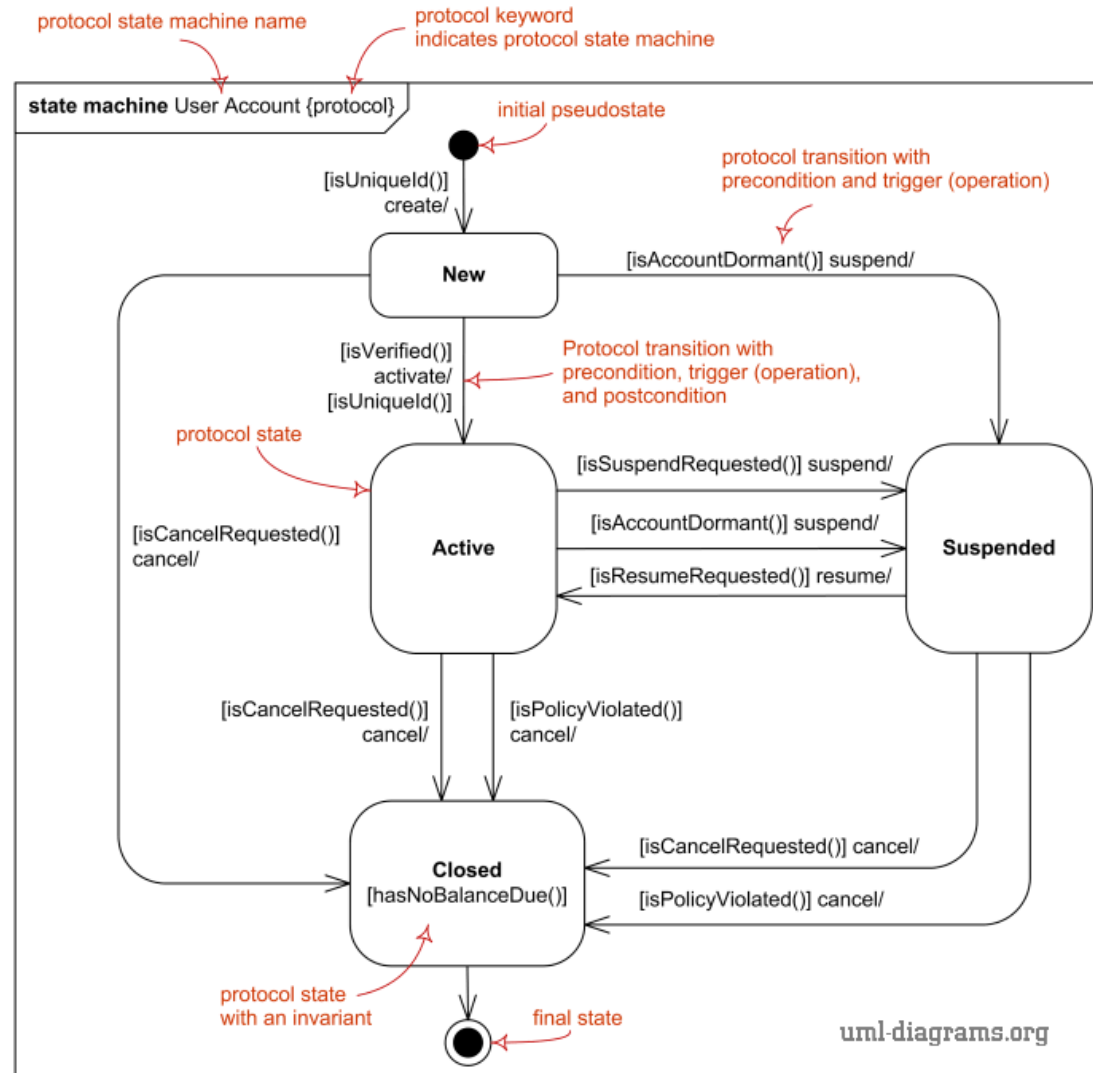 protocol state machine name
protocol keyword
indicates protocol state machine
state machine User Account {protocol}
initial pseudostate
[isUniqueId()]
create/
protocol transition with
precondition and trigger (operation)
New
[isAccountDormant()] suspend/
[isVerified()]
activate/
[isUniqueId()]
Protocol transition with
precondition, trigger (operation),
and postcondition
protocol state
[isCancelRequested()]
cancel/
Active
[isSuspendRequested()] suspend/
[isAccountDormant()] suspend/
[isResumeRequested()] resume/
Suspended
[isCancelRequested()]
cancel/
[isPolicyViolated()]
cancel/
Closed
[hasNoBalanceDue()]
[isCancelRequested()] cancel/
[isPolicyViolated()] cancel/
protocol state
with an invariant
final state
uml-diagrams.org